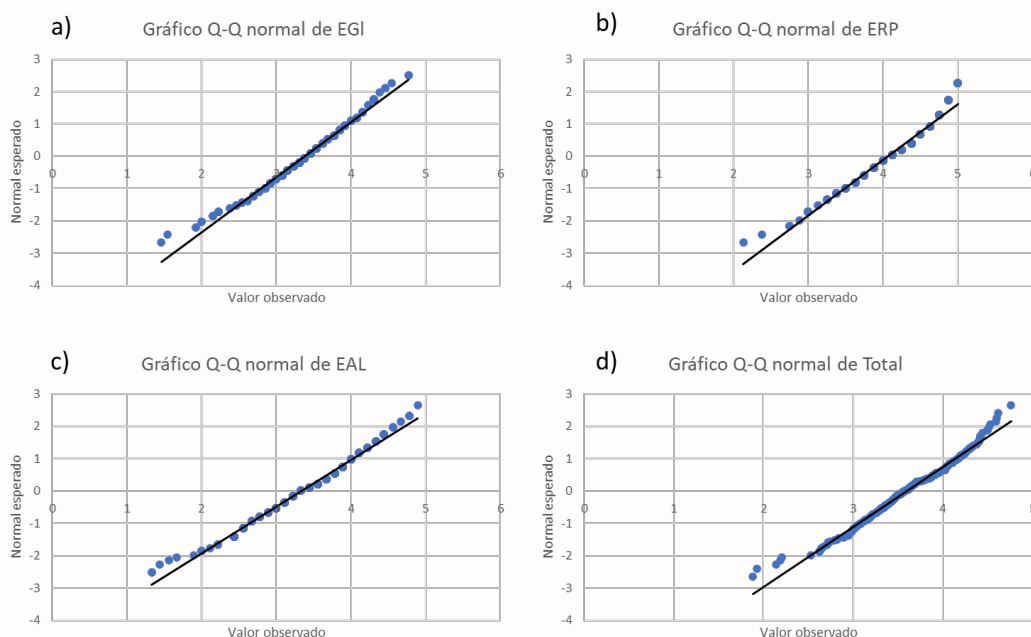 a) Gráfico Q-Q normal de EGl
3
2
1
0
-1
-2
-3
-4
0 1 2 3 4 5 6
Normal esperado
Valor observado
b) Gráfico Q-Q normal de ERP
3
2
1
0
-1
-2
-3
-4
0 1 2 3 4 5 6
Normal esperado
Valor observado
c) Gráfico Q-Q normal de EAL
3
2
1
0
-1
-2
-3
-4
0 1 2 3 4 5 6
Normal esperado
Valor observado
d) Gráfico Q-Q normal de Total
3
2
1
0
-1
-2
-3
-4
1 2 3 4 5
Normal esperado
Valor observado